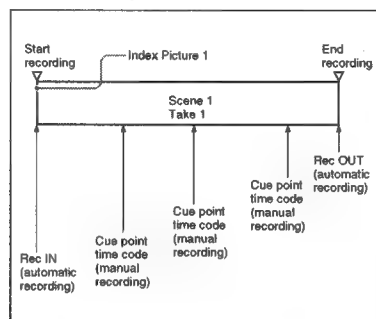 Start
recording
Index Picture 1
End
recording
Scene 1
Take 1
Rec IN
(automatic
recording)
Cue point
time code
(manual
recording)
Cue point
time code
(manual
recording)
Cue point
time code
(manual
recording)
Rec OUT
(automatic
recording)